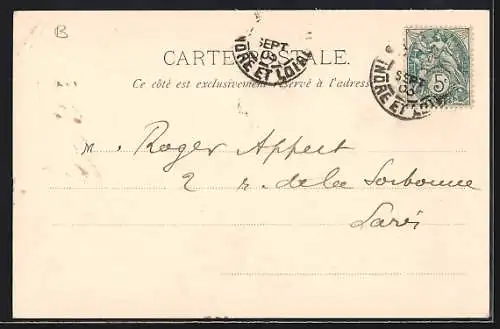 B
CARTE POSTALE.
Ce côté est exclusivement réservé à l'adresse
SEPT
INDRE ET LOIRE
SEPT
INDRE ET LOIRE
5
M. Roger Appert
2 r. de la Sorbonne
Paris